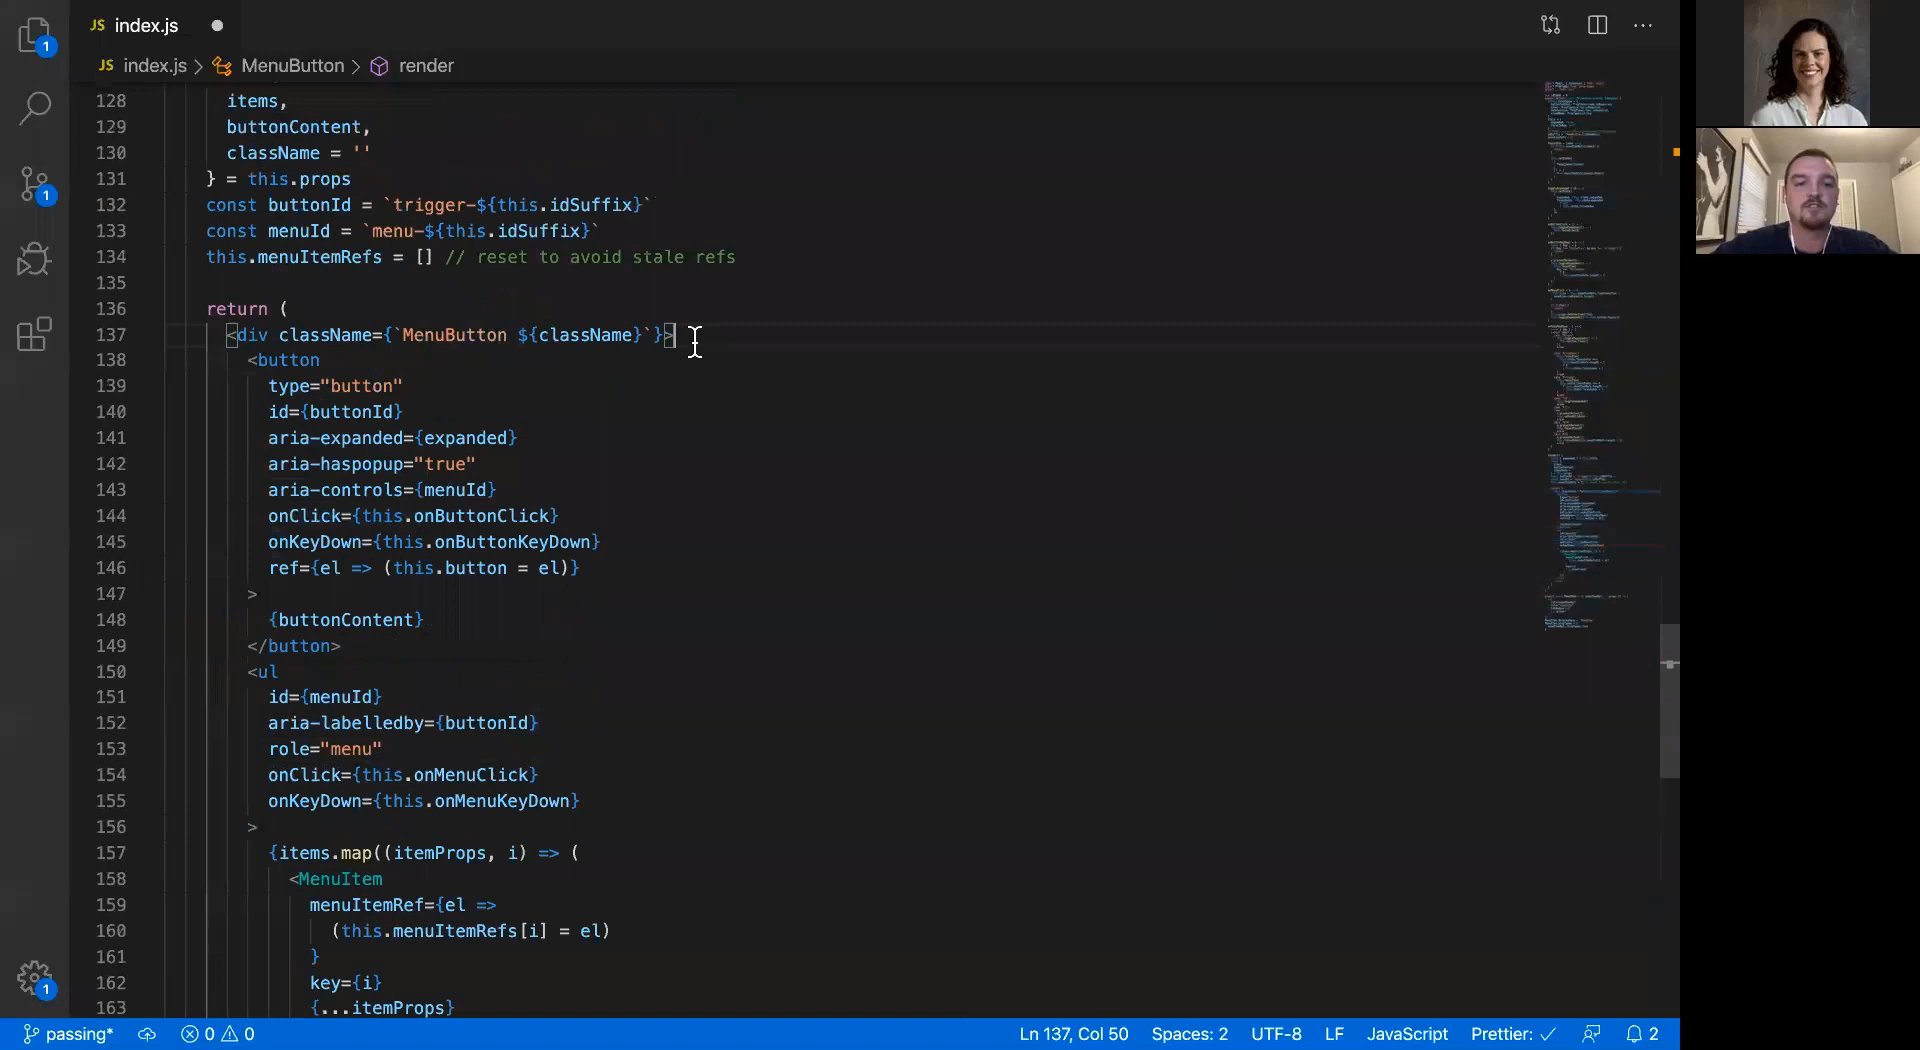 JS index.js
JS index.js > MenuButton > render
128 items,
129 buttonContent,
130 className = ''
131 } = this.props
132 const buttonId = `trigger-${this.idSuffix}`
133 const menuId = `menu-${this.idSuffix}`
134 this.menuItemRefs = [] // reset to avoid stale refs
135
136 return (
137 <div className={`MenuButton ${className}`}>
138 <button
139 type="button"
140 id={buttonId}
141 aria-expanded={expanded}
142 aria-haspopup="true"
143 aria-controls={menuId}
144 onClick={this.onButtonClick}
145 onKeyDown={this.onButtonKeyDown}
146 ref={el => (this.button = el)}
147 >
148 {buttonContent}
149 </button>
150 <ul
151 id={menuId}
152 aria-labelledby={buttonId}
153 role="menu"
154 onClick={this.onMenuClick}
155 onKeyDown={this.onMenuKeyDown}
156 >
157 {items.map((itemProps, i) => (
158 <MenuItem
159 menuItemRef={el =>
160 (this.menuItemRefs[i] = el)
161 }
162 key={i}
163 {...itemProps}
1
1
1
passing* 0 0 Ln 137, Col 50 Spaces: 2 UTF-8 LF JavaScript Prettier: ✓ 2